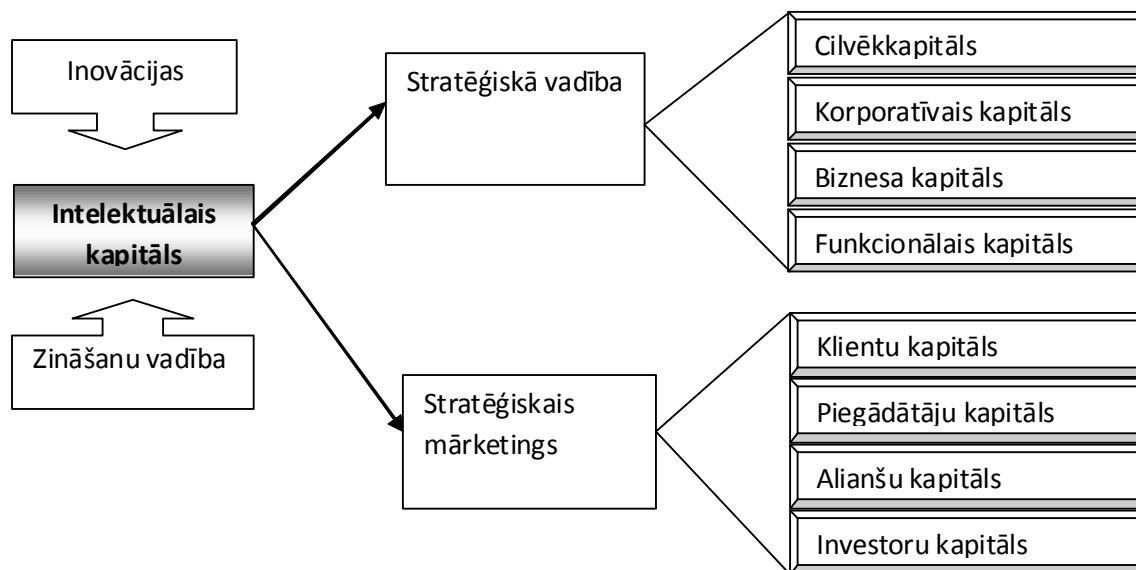 Inovācijas
Intelektuālais
kapitāls
Zināšanu vadība
Stratēģiskā vadība
Cilvēkkapitāls
Korporatīvais kapitāls
Biznesa kapitāls
Funkcionālais kapitāls
Stratēģiskais
mārketings
Klientu kapitāls
Piegādātāju kapitāls
Alianšu kapitāls
Investoru kapitāls